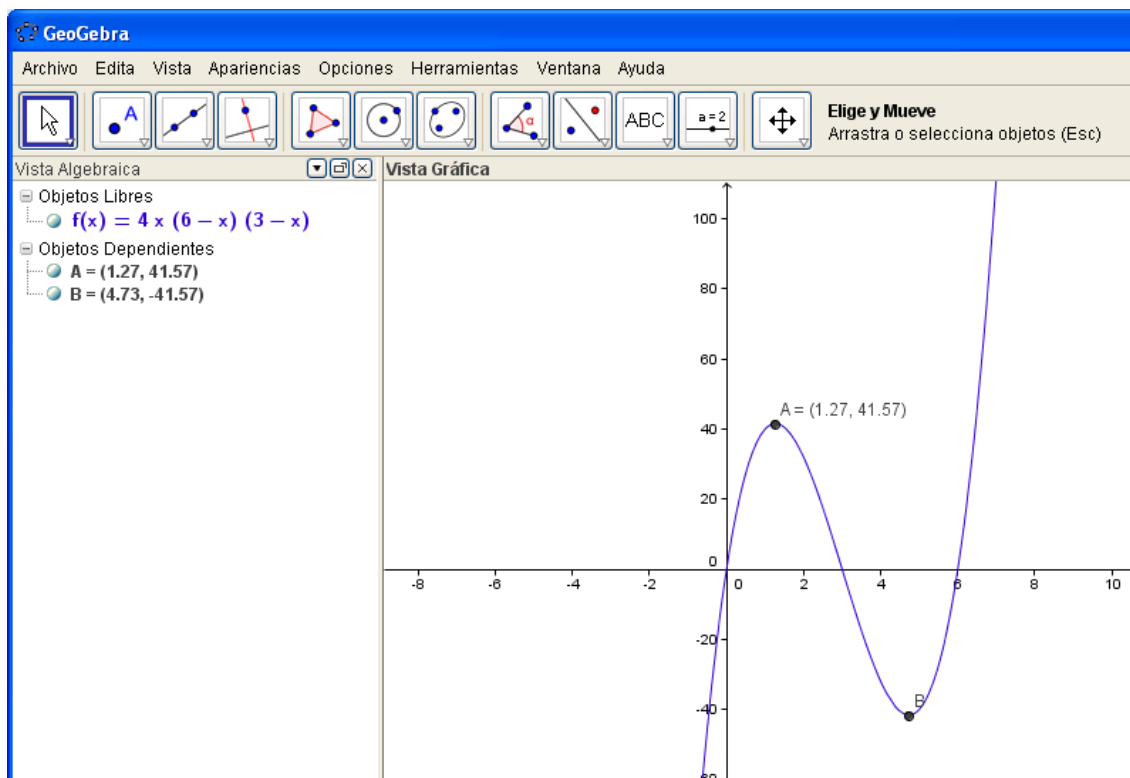 GeoGebra
Archivo Edita Vista Apariencias Opciones Herramientas Ventana Ayuda
A
α
ABC
a = 2
Elige y Mueve
Arrastra o selecciona objetos (Esc)
Vista Algebraica
Vista Gráfica
Objetos Libres
f(x) = 4 x (6 − x) (3 − x)
Objetos Dependientes
A = (1.27, 41.57)
B = (4.73, -41.57)
100
80
60
A = (1.27, 41.57)
40
20
0
-8 -6 -4 -2 0 2 4 6 8 10
-20
B
-40
-60